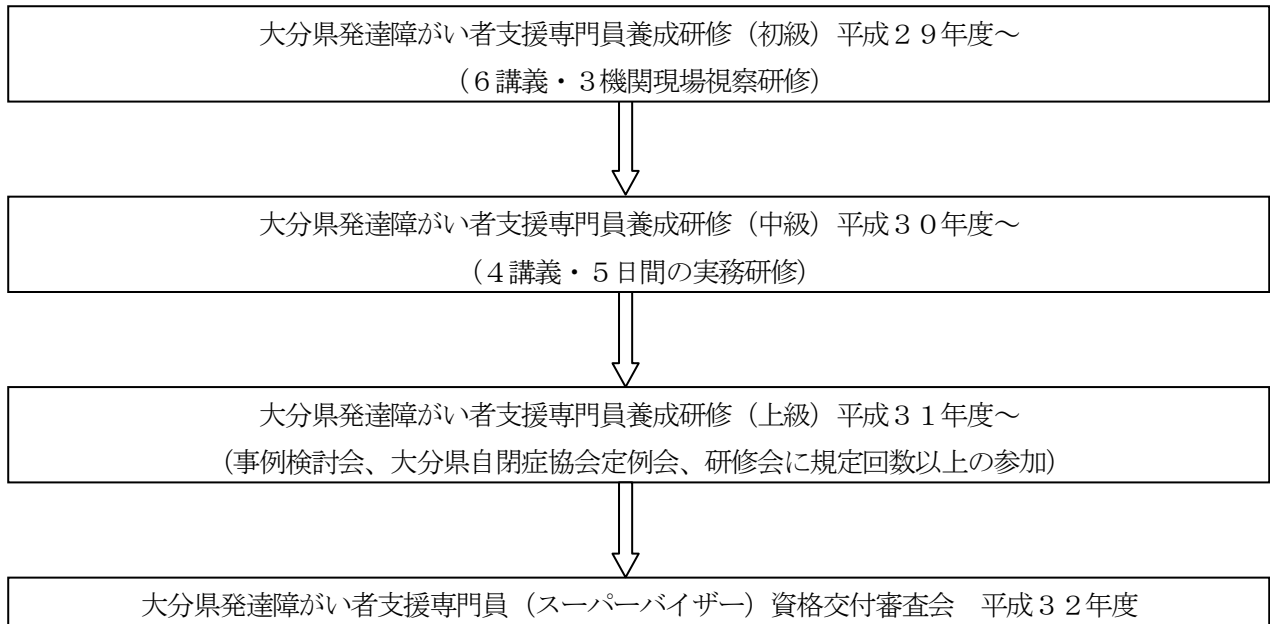 大分県発達障がい者支援専門員養成研修（初級）平成２９年度～
（６講義・３機関現場視察研修）
大分県発達障がい者支援専門員養成研修（中級）平成３０年度～
（４講義・５日間の実務研修）
大分県発達障がい者支援専門員養成研修（上級）平成３１年度～
（事例検討会、大分県自閉症協会定例会、研修会に規定回数以上の参加）
大分県発達障がい者支援専門員（スーパーバイザー）資格交付審査会　平成３２年度